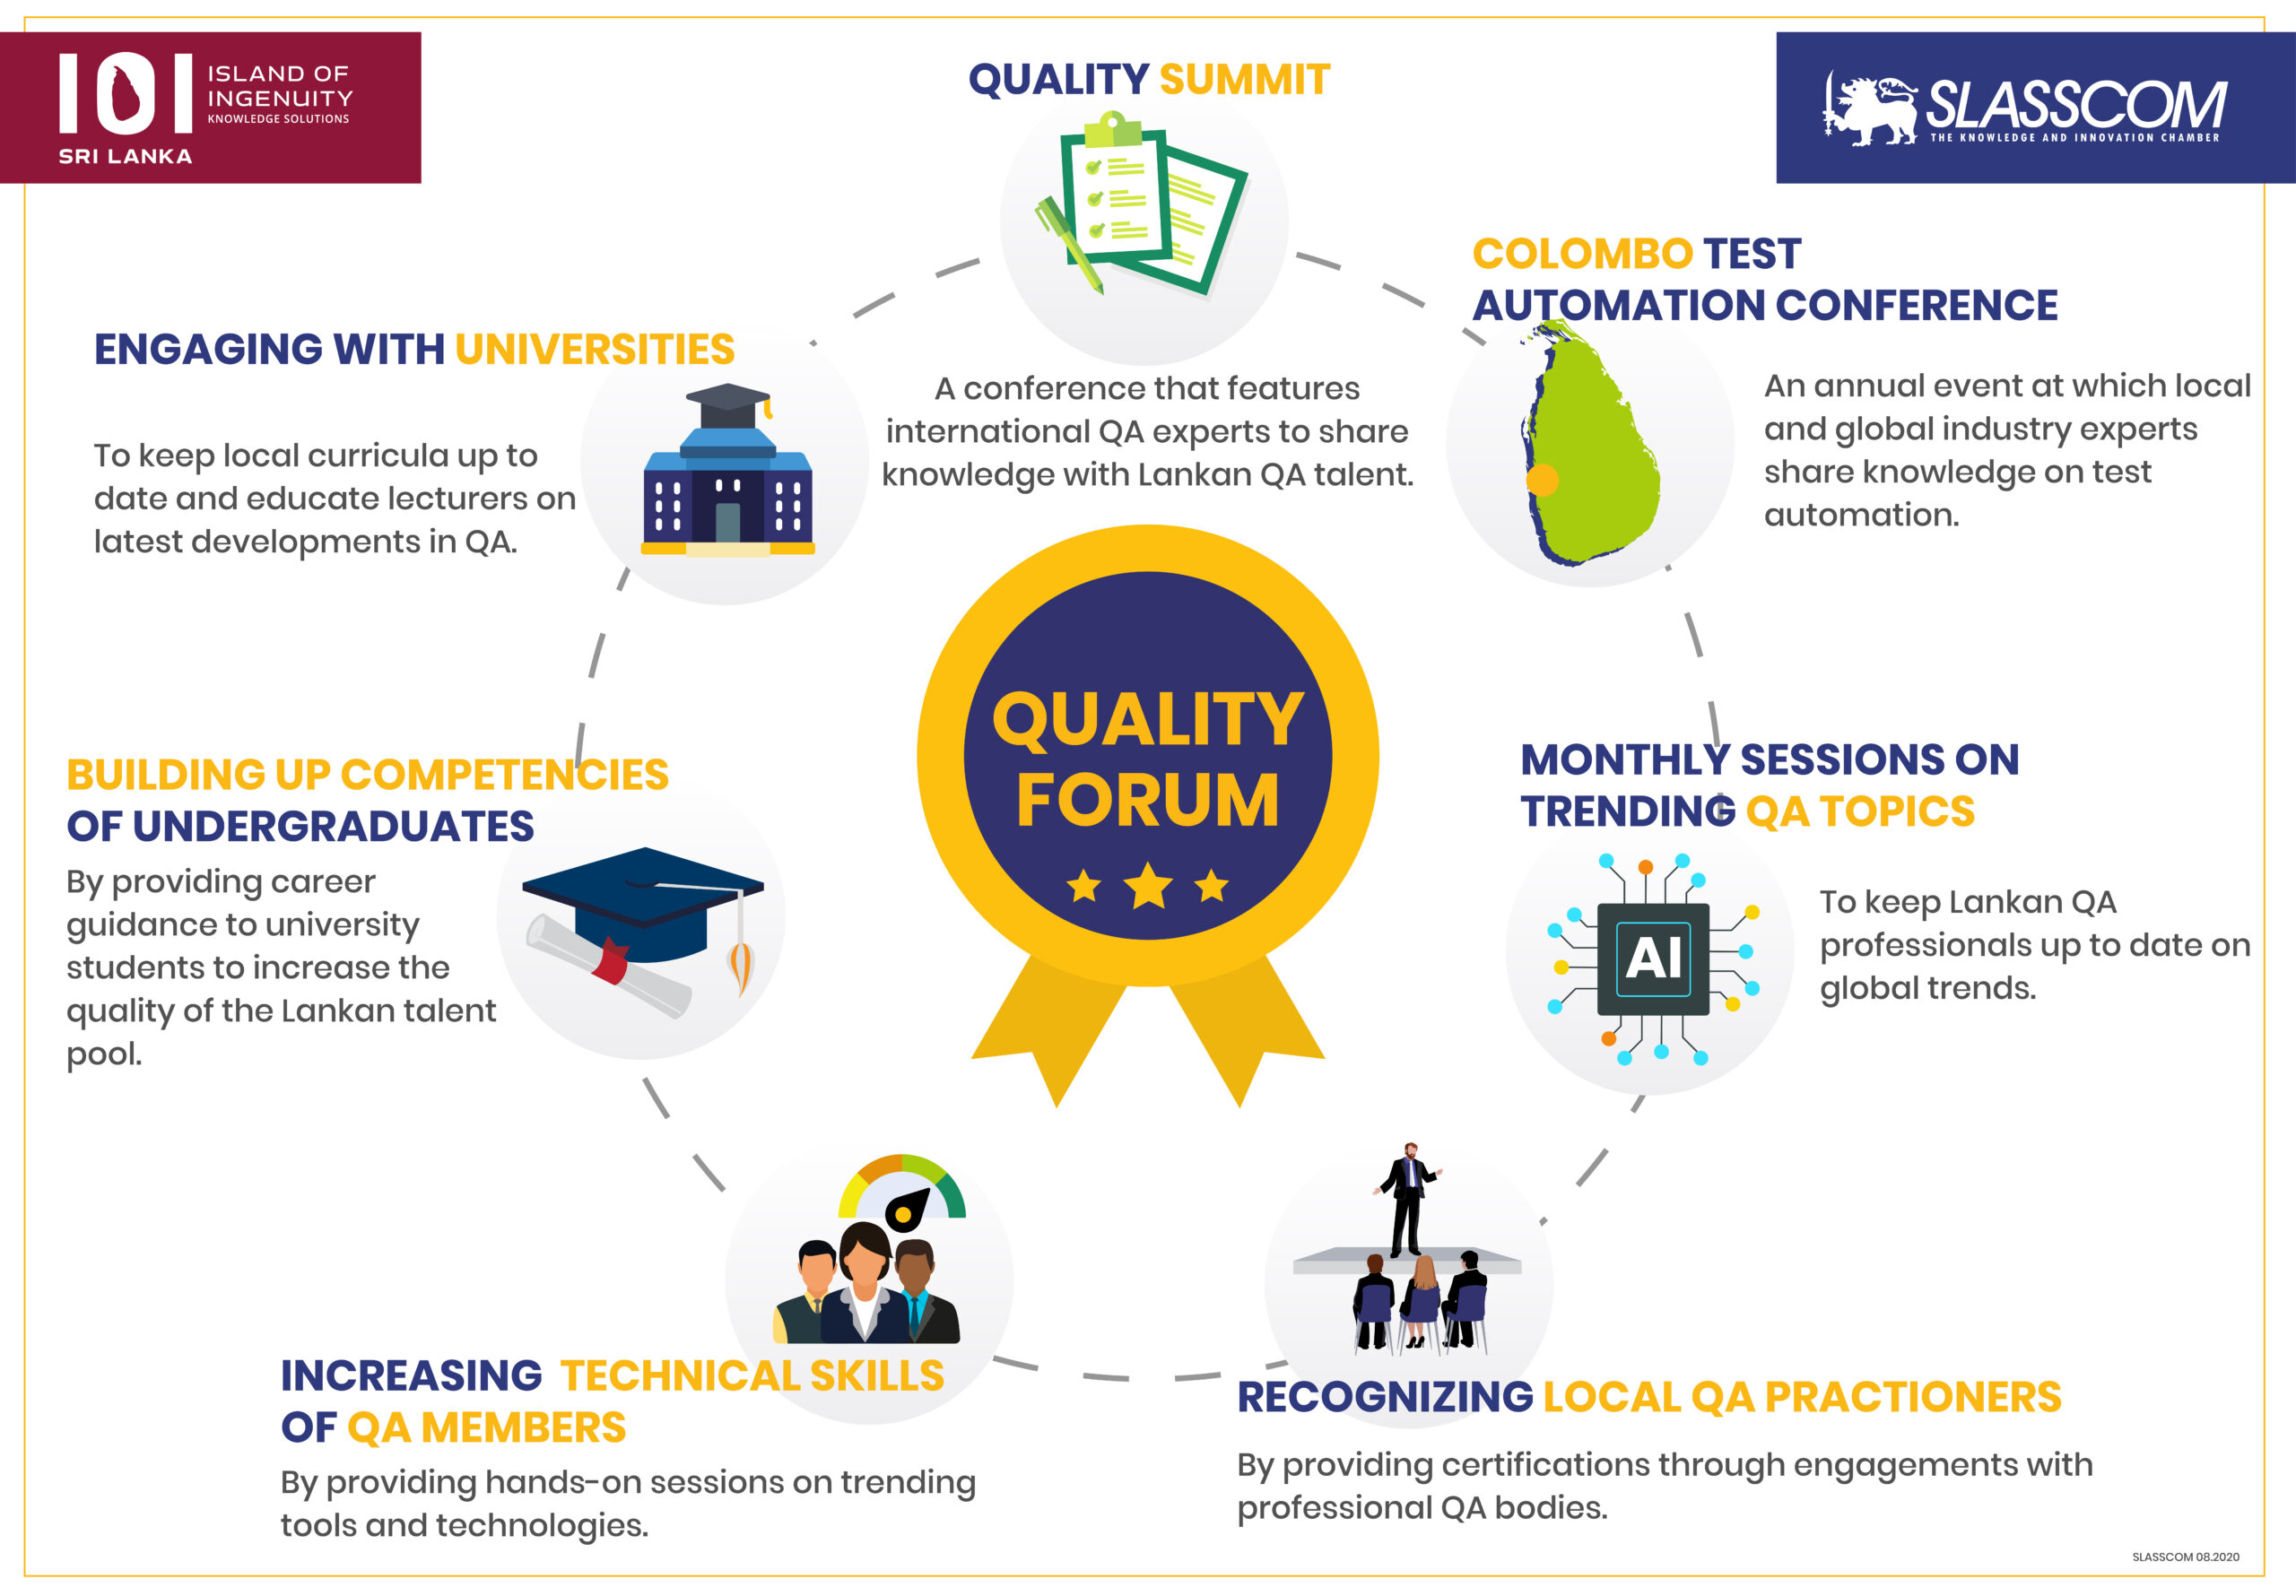 ISLAND OF
INGENUITY
KNOWLEDGE SOLUTIONS
SRI LANKA
SLASSCOM
THE KNOWLEDGE AND INNOVATION CHAMBER
QUALITY SUMMIT
A conference that features
international QA experts to share
knowledge with Lankan QA talent.
COLOMBO TEST
AUTOMATION CONFERENCE
An annual event at which local
and global industry experts
share knowledge on test
automation.
MONTHLY SESSIONS ON
TRENDING QA TOPICS
AI
To keep Lankan QA
professionals up to date on
global trends.
RECOGNIZING LOCAL QA PRACTIONERS
By providing certifications through engagements with
professional QA bodies.
INCREASING TECHNICAL SKILLS
OF QA MEMBERS
By providing hands-on sessions on trending
tools and technologies.
BUILDING UP COMPETENCIES
OF UNDERGRADUATES
By providing career
guidance to university
students to increase the
quality of the Lankan talent
pool.
ENGAGING WITH UNIVERSITIES
To keep local curricula up to
date and educate lecturers on
latest developments in QA.
QUALITY
FORUM
SLASSCOM 08.2020